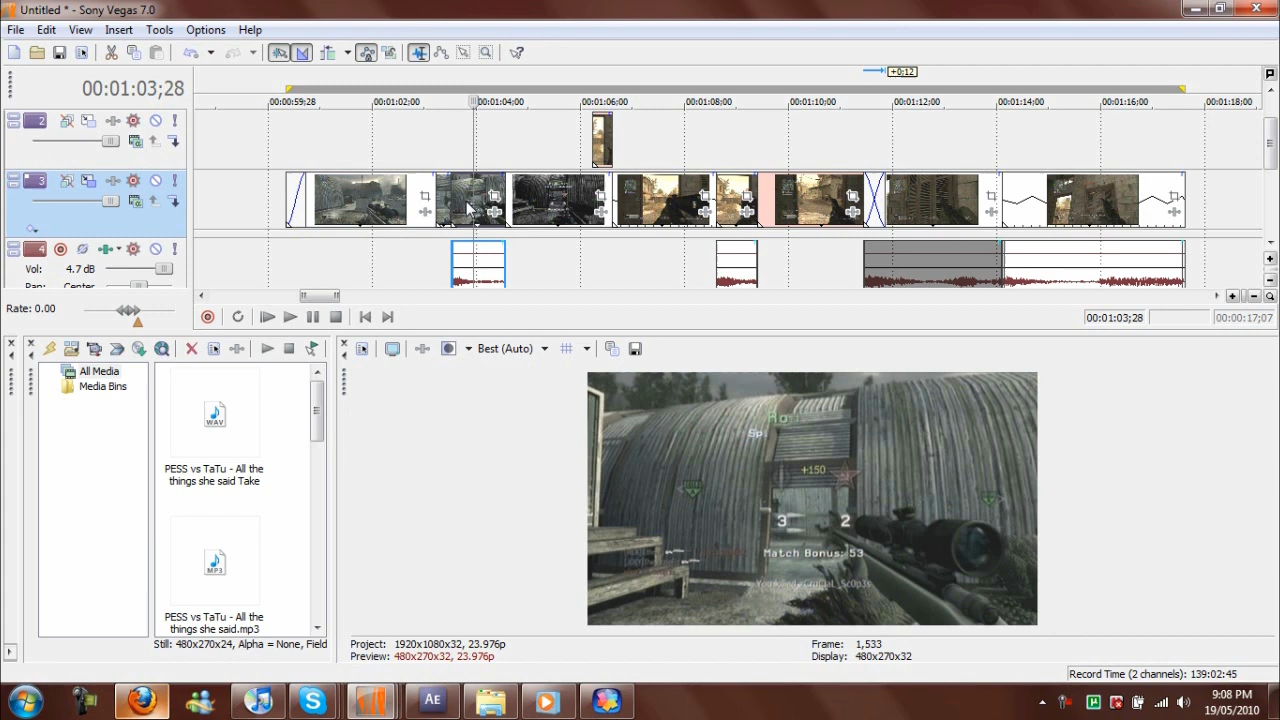 Untitled * - Sony Vegas 7.0
File Edit View Insert Tools Options Help
+0;12
00:01:03;28
00:00:59;28 00:01:02;00 00:01:04;00 00:01:06;00 00:01:08;00 00:01:10;00 00:01:12;00 00:01:14;00 00:01:16;00 00:01:18;00
2
3
4
Vol: 4.7 dB
Pan: Center
Rate: 0.00
00:01:03;28 00:00:17;07
Best (Auto)
All Media
Media Bins
WAV
PESS vs TaTu - All the
things she said Take
MP3
PESS vs TaTu - All the
things she said.mp3
Still: 480x270x24, Alpha = None, Field
+150
3 2
Match Bonus: 53
Project: 1920x1080x32, 23.976p
Preview: 480x270x32, 23.976p
Frame: 1,533
Display: 480x270x32
Record Time (2 channels): 139:02:45
AE
9:08 PM
19/05/2010